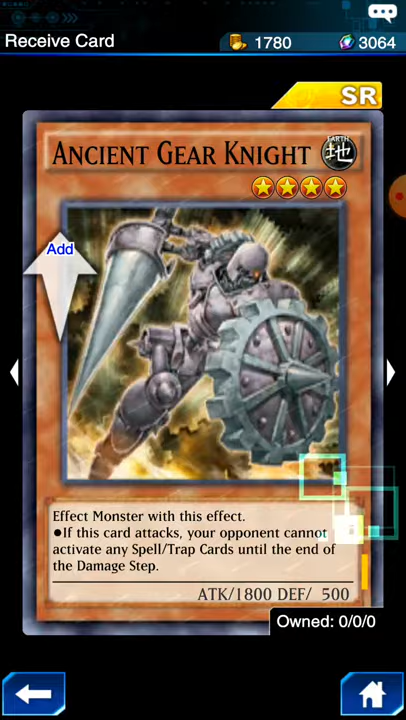 Receive Card
1780
3064
SR
ANCIENT GEAR KNIGHT
EARTH
地
Add
Effect Monster with this effect.
●If this card attacks, your opponent cannot
activate any Spell/Trap Cards until the end of
the Damage Step.
ATK/1800 DEF/ 500
Owned: 0/0/0